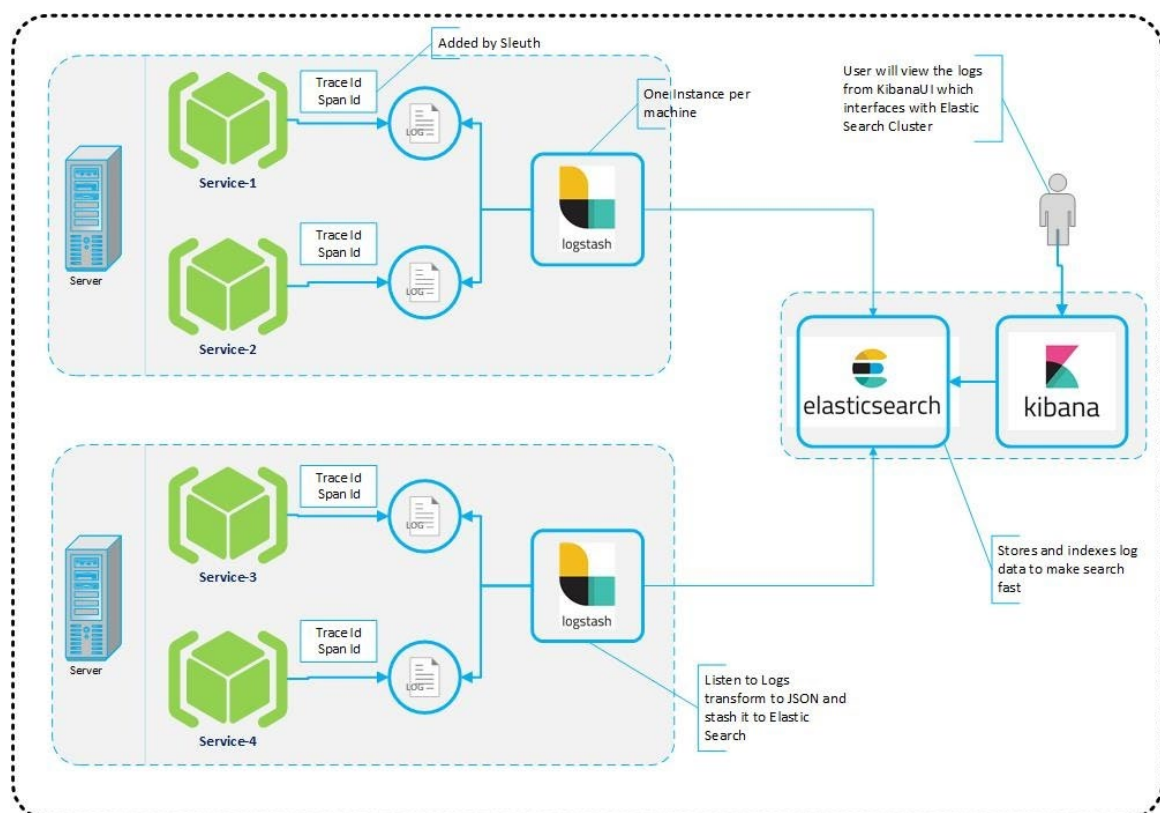 Added by Sleuth
Trace Id
Span Id
LOG
Service-1
One Instance per
machine
logstash
Trace Id
Span Id
LOG
Service-2
Server
User will view the logs
from KibanaUI which
interfaces with Elastic
Search Cluster
elasticsearch
kibana
Trace Id
Span Id
LOG
Service-3
logstash
Trace Id
Span Id
LOG
Service-4
Server
Stores and indexes log
data to make search
fast
Listen to Logs
transform to JSON and
stash it to Elastic
Search